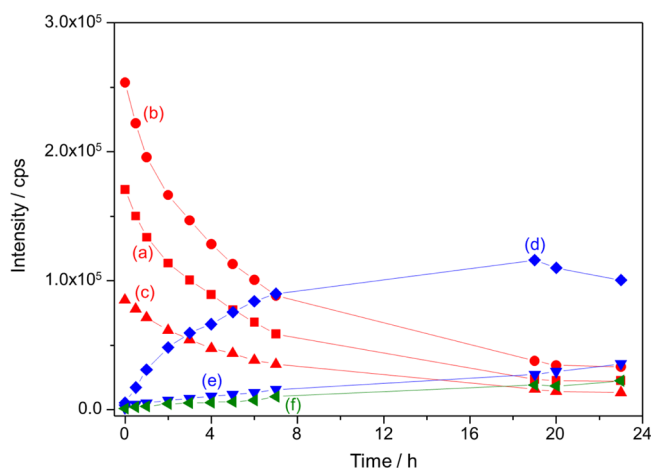 3.0x10⁵
(b)
2.0x10⁵
Intensity / cps
(a)
(d)
1.0x10⁵
(c)
(e)
0.0
(f)
0 4 8 12 16 20 24
Time / h